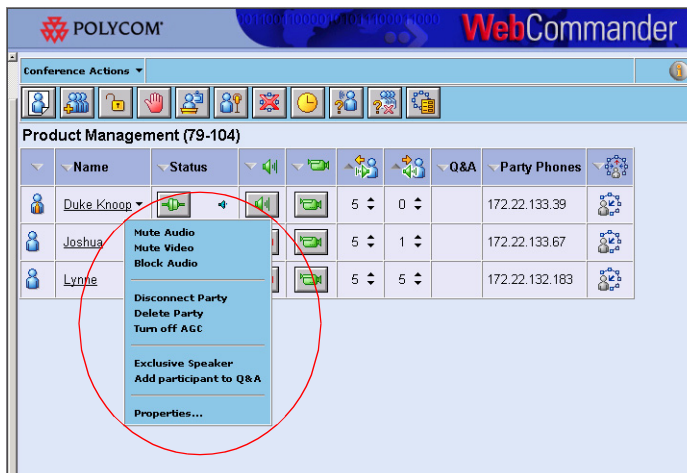 POLYCOM
WebCommander
Conference Actions
Product Management (79-104)
Name Status Q&A Party Phones
Duke Knoop 5 0 172.22.133.39
Joshua 5 1 172.22.133.67
Lynne 5 5 172.22.132.183
Mute Audio
Mute Video
Block Audio
Disconnect Party
Delete Party
Turn off AGC
Exclusive Speaker
Add participant to Q&A
Properties...